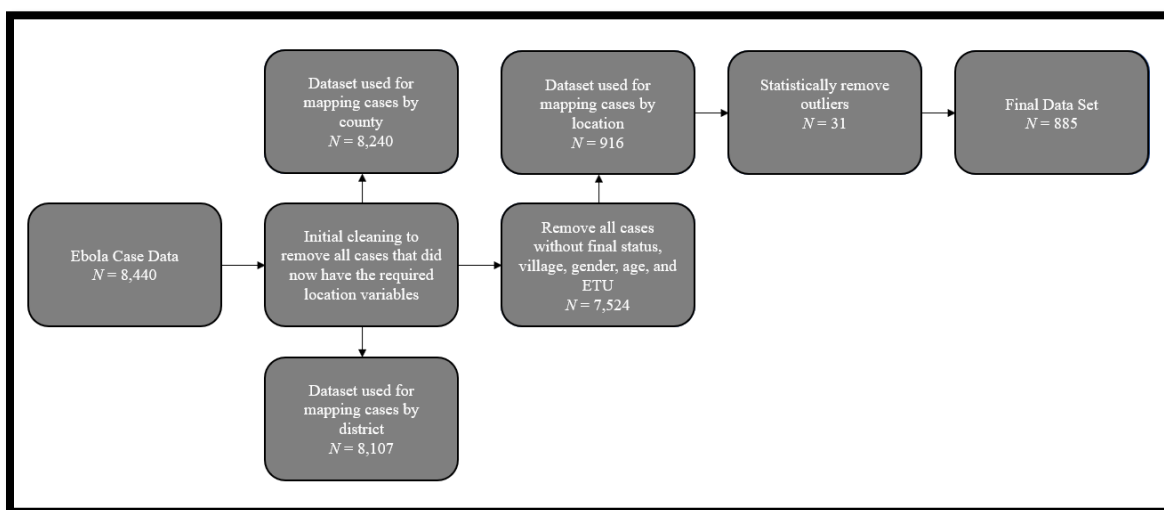 Dataset used for
mapping cases by
county
N = 8,240
Dataset used for
mapping cases by
location
N = 916
Statistically remove
outliers
N = 31
Final Data Set
N = 885
Ebola Case Data
N = 8,440
Initial cleaning to
remove all cases that did
now have the required
location variables
Remove all cases
without final status,
village, gender, age, and
ETU
N = 7,524
Dataset used for
mapping cases by
district
N = 8,107